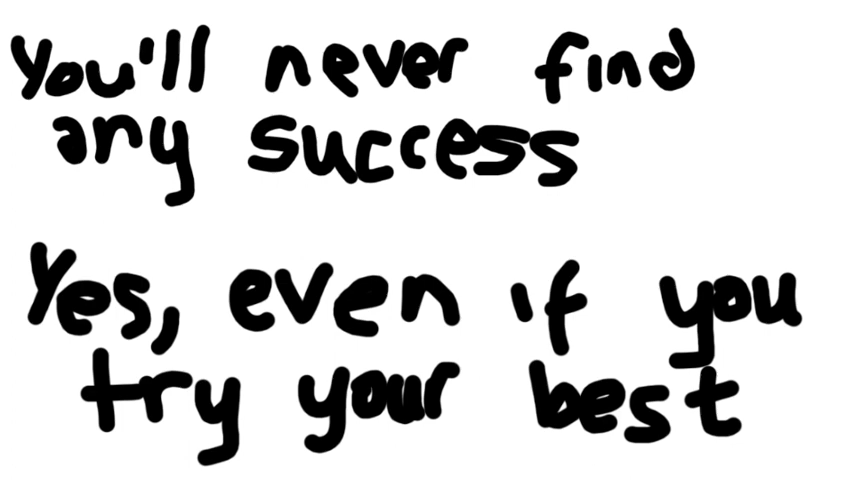 You'll never find
any success
Yes, even if you
try your best